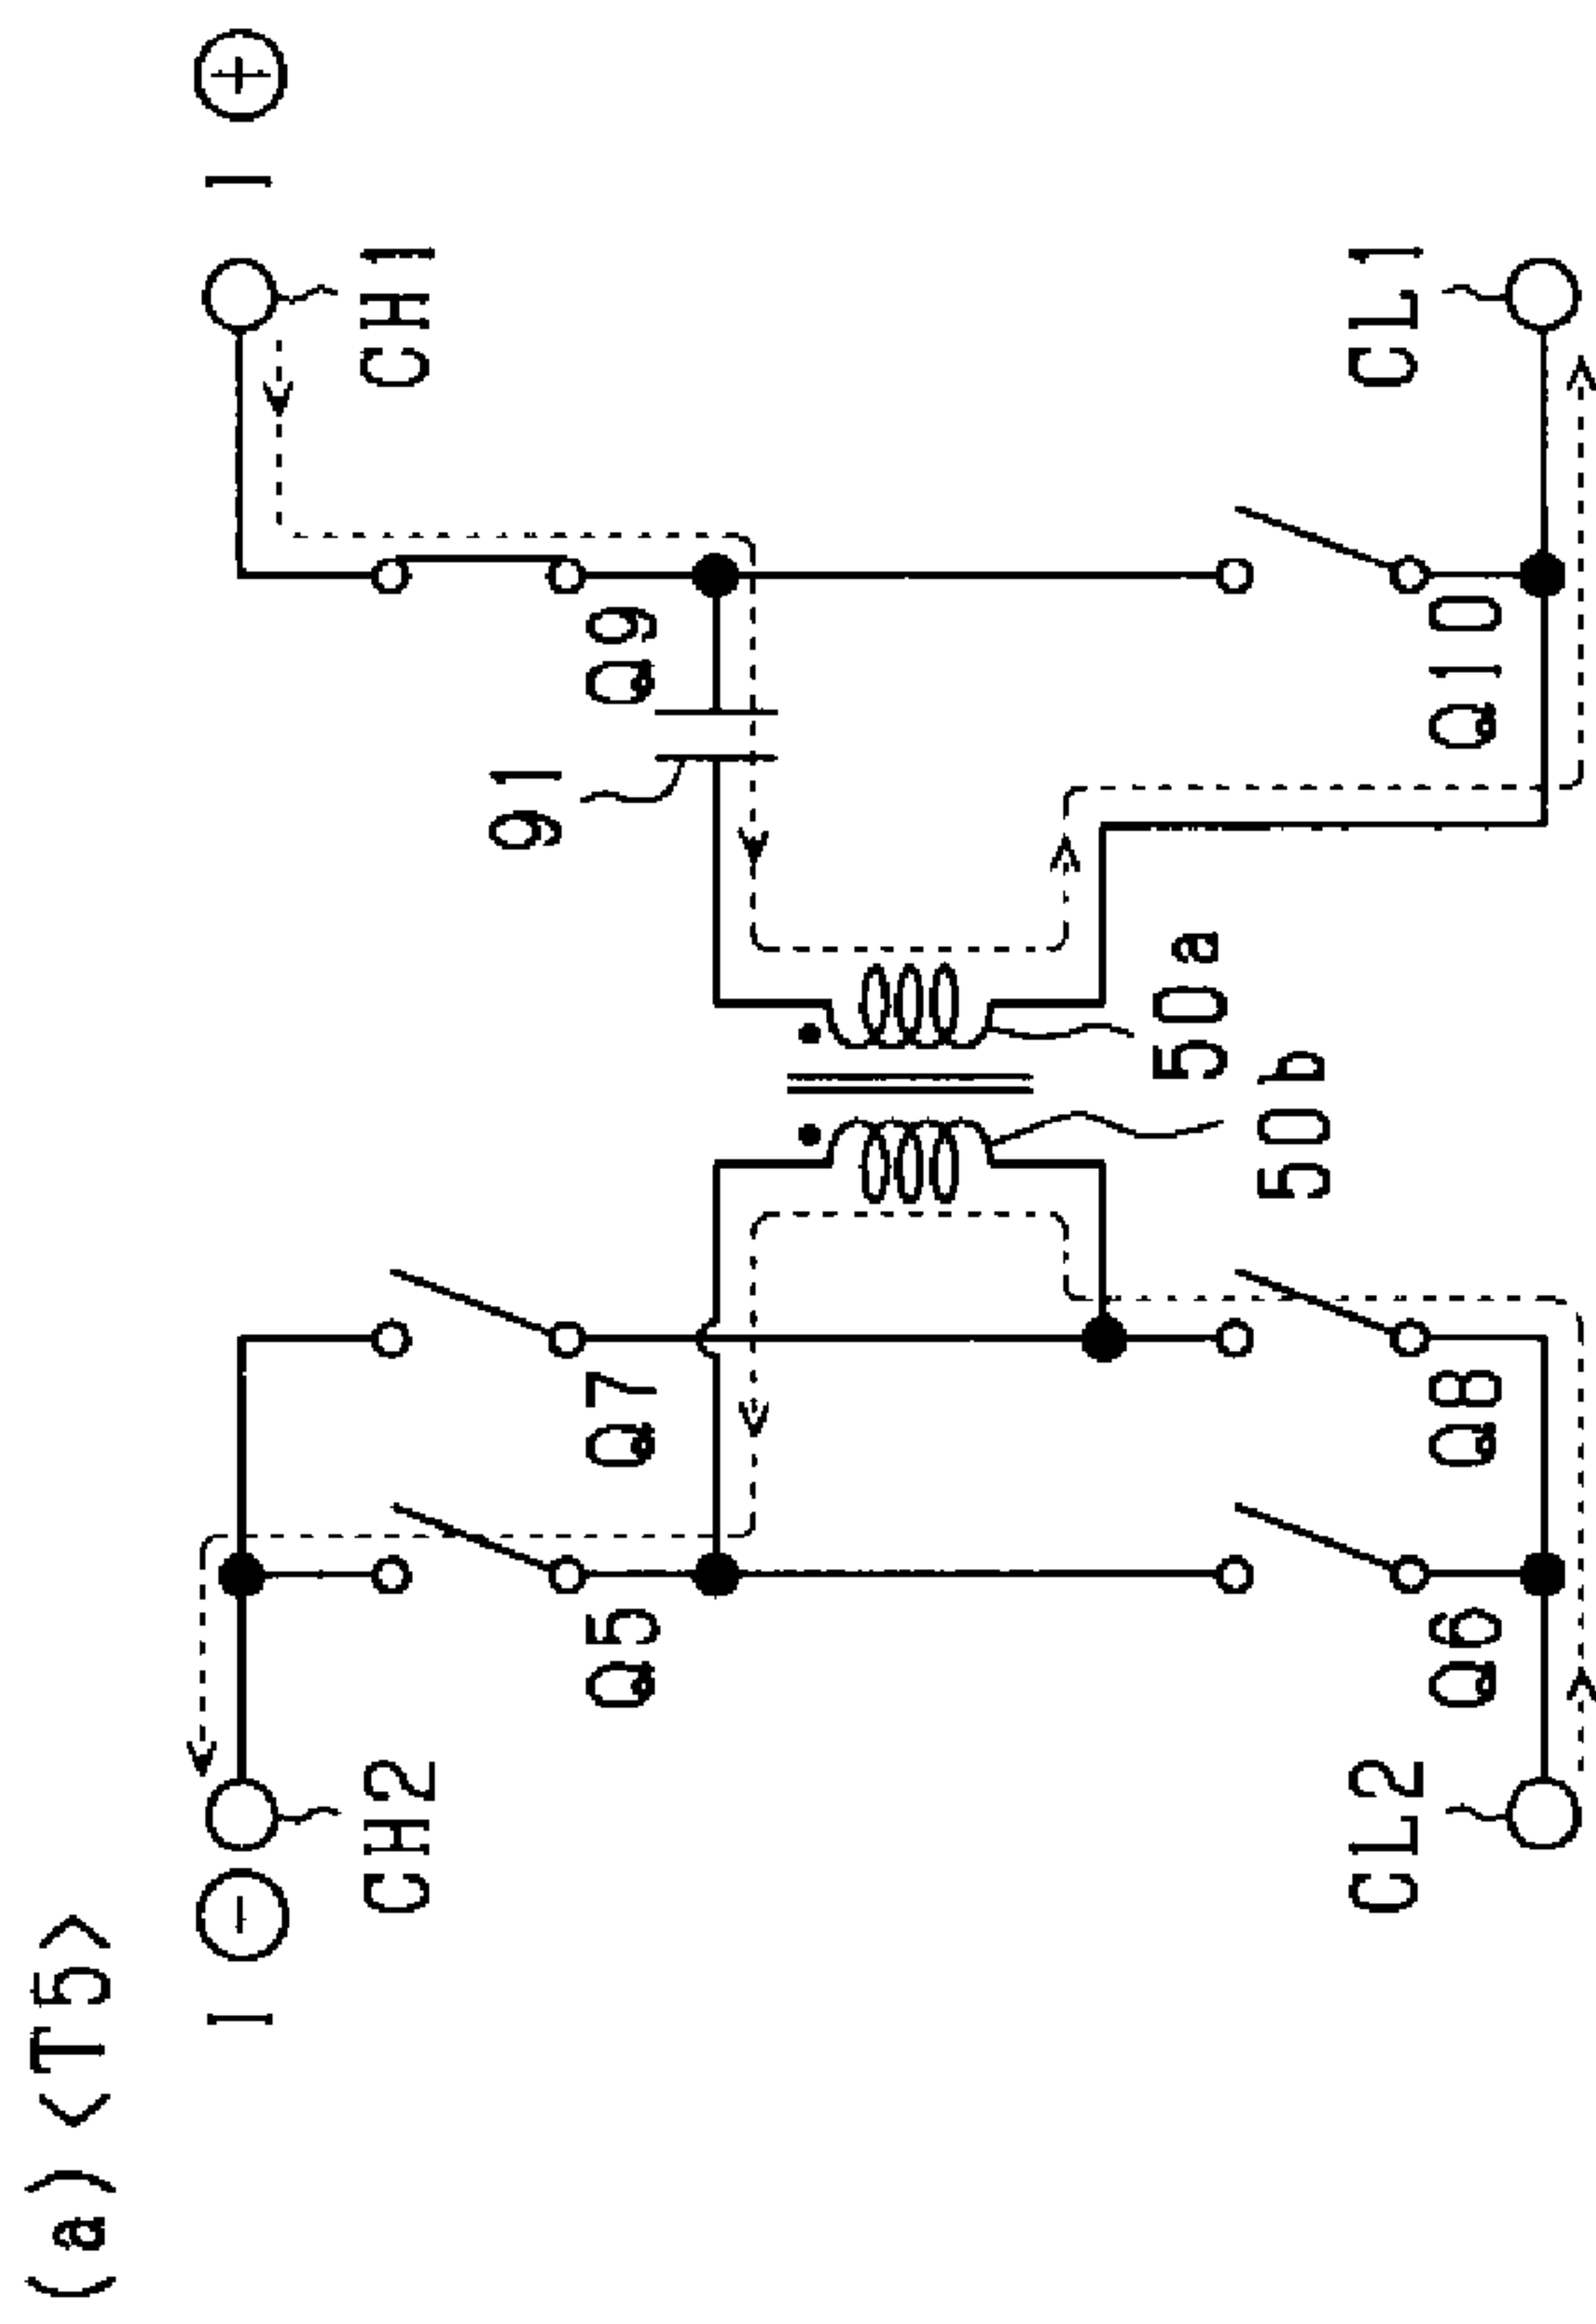 (a)<T5>
I ⊖
I ⊕
CH2
CH1
91
Q5
Q7
Q9
50a
50b
CL2
CL1
Q6
Q8
Q10